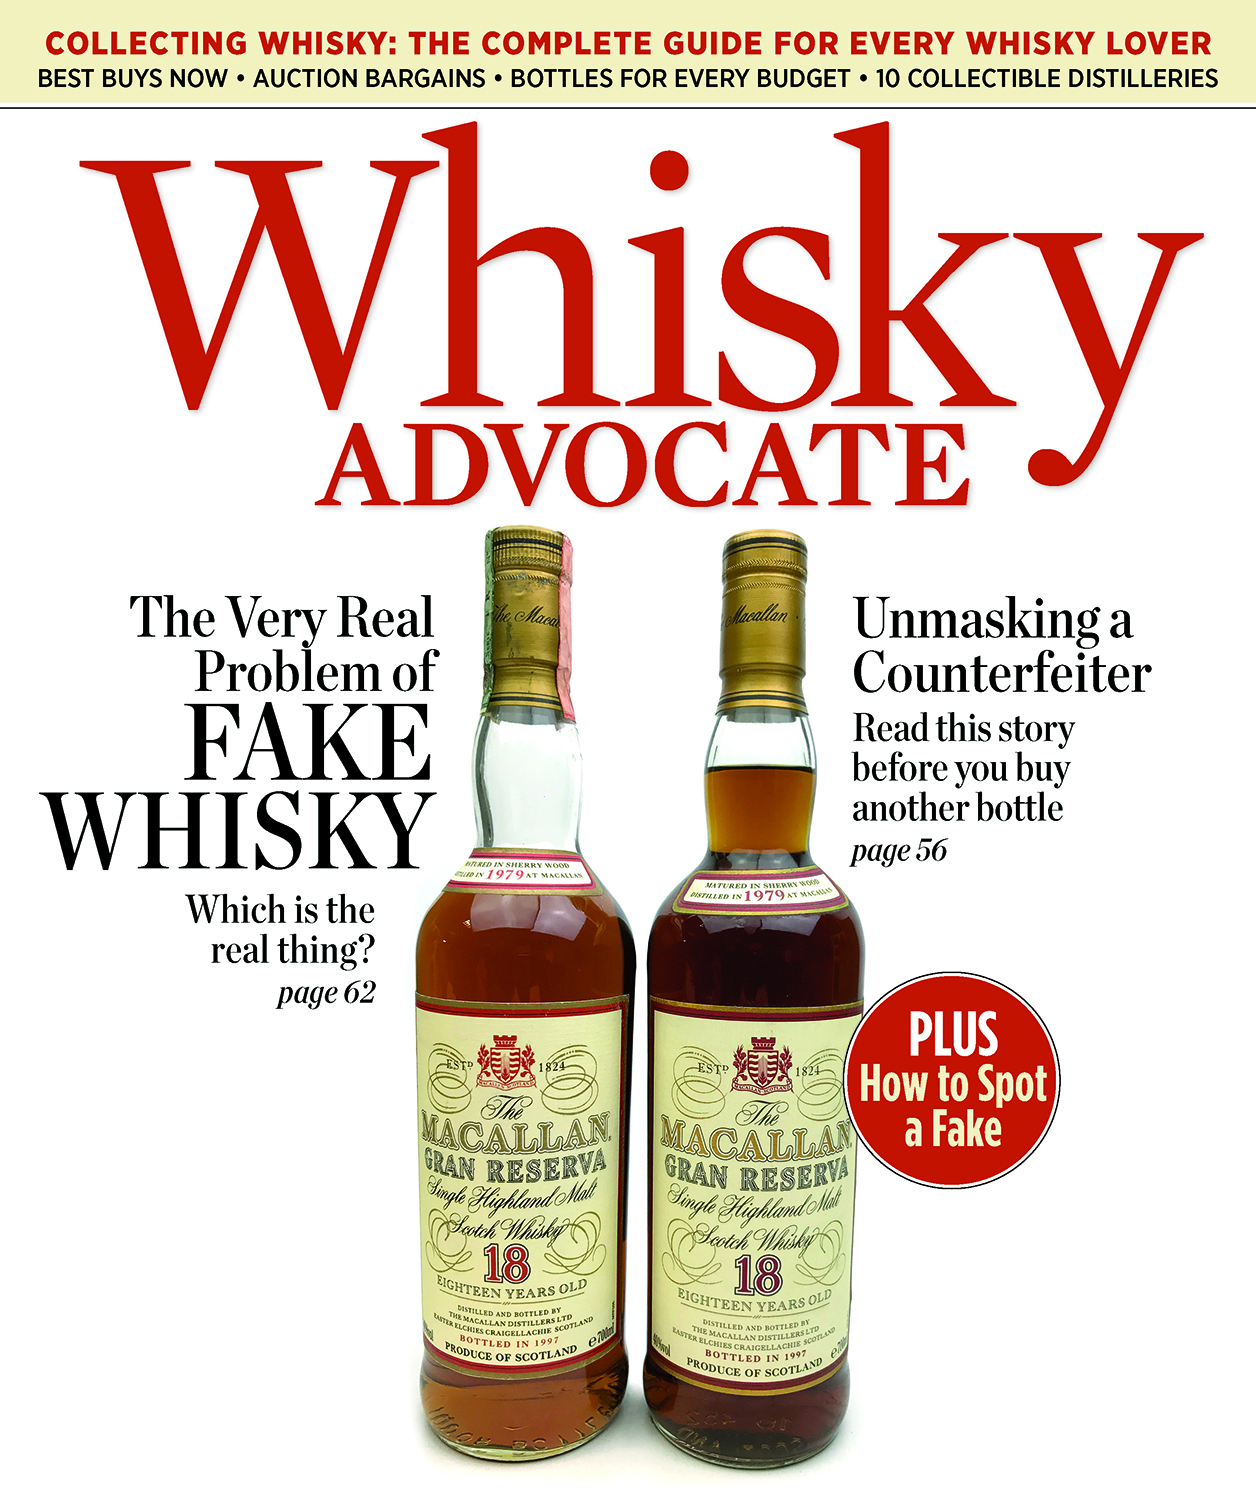 COLLECTING WHISKY: THE COMPLETE GUIDE FOR EVERY WHISKY LOVER
BEST BUYS NOW • AUCTION BARGAINS • BOTTLES FOR EVERY BUDGET • 10 COLLECTIBLE DISTILLERIES
Whisky
ADVOCATE
The Very Real
Problem of
FAKE
WHISKY
Which is the
real thing?
page 62
Unmasking a
Counterfeiter
Read this story
before you buy
another bottle
page 56
PLUS
How to Spot
a Fake
The Macal
MATURED IN SHERRY WOOD
DISTILLED IN 1979 AT MACALLAN
ESTD 1824
The
MACALLAN
GRAN RESERVA
Single Highland Malt
Scotch Whisky
18
EIGHTEEN YEARS OLD
DISTILLED AND BOTTLED BY
THE MACALLAN DISTILLERS LTD
EASTER ELCHIES CRAIGELLACHIE SCOTLAND
BOTTLED IN 1997
PRODUCE OF SCOTLAND
e700ml
Macallan
MATURED IN SHERRY WOOD
DISTILLED IN 1979 AT MACALLAN
ESTD 1824
The
MACALLAN
GRAN RESERVA
Single Highland Malt
Scotch Whisky
18
EIGHTEEN YEARS OLD
DISTILLED AND BOTTLED BY
THE MACALLAN DISTILLERS LTD
EASTER ELCHIES CRAIGELLACHIE SCOTLAND
BOTTLED IN 1997
40%vol PRODUCE OF SCOTLAND e700